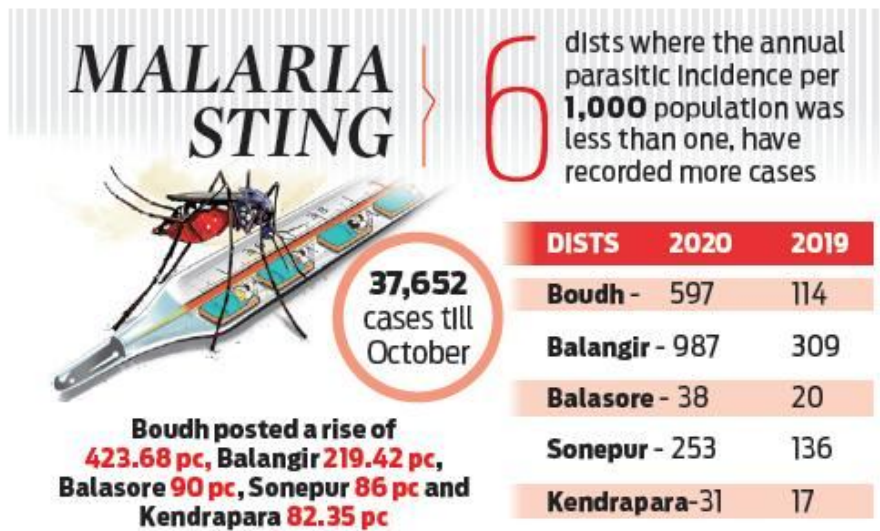 MALARIA
STING
6
dists where the annual
parasitic incidence per
1,000 population was
less than one, have
recorded more cases
37,652
cases till
October
Boudh posted a rise of
423.68 pc, Balangir 219.42 pc,
Balasore 90 pc, Sonepur 86 pc and
Kendrapara 82.35 pc
DISTS 2020 2019
Boudh - 597 114
Balangir - 987 309
Balasore - 38 20
Sonepur - 253 136
Kendrapara-31 17